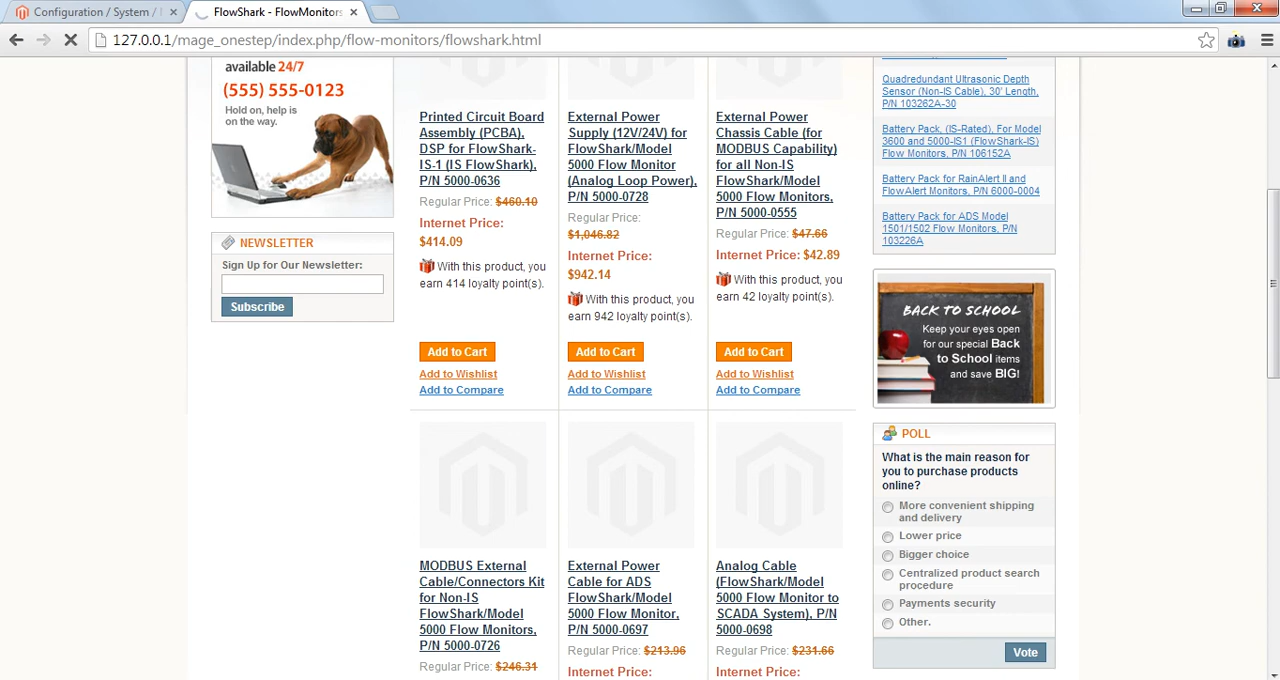 Configuration / System /
FlowShark - FlowMonitors
127.0.0.1/mage_onestep/index.php/flow-monitors/flowshark.html
available 24/7
(555) 555-0123
Hold on, help is
on the way.
NEWSLETTER
Sign Up for Our Newsletter:
Subscribe
Printed Circuit Board
Assembly (PCBA),
DSP for FlowShark-
IS-1 (IS FlowShark),
P/N 5000-0636
Regular Price: $460.10
Internet Price:
$414.09
With this product, you
earn 414 loyalty point(s).
Add to Cart
Add to Wishlist
Add to Compare
External Power
Supply (12V/24V) for
FlowShark/Model
5000 Flow Monitor
(Analog Loop Power),
P/N 5000-0728
Regular Price:
$1,046.82
Internet Price:
$942.14
With this product, you
earn 942 loyalty point(s).
Add to Cart
Add to Wishlist
Add to Compare
External Power
Chassis Cable (for
MODBUS Capability)
for all Non-IS
FlowShark/Model
5000 Flow Monitors,
P/N 5000-0555
Regular Price: $47.66
Internet Price: $42.89
With this product, you
earn 42 loyalty point(s).
Add to Cart
Add to Wishlist
Add to Compare
MODBUS External
Cable/Connectors Kit
for Non-IS
FlowShark/Model
5000 Flow Monitors,
P/N 5000-0726
Regular Price: $246.31
External Power
Cable for ADS
FlowShark/Model
5000 Flow Monitor,
P/N 5000-0697
Regular Price: $213.96
Internet Price:
Analog Cable
(FlowShark/Model
5000 Flow Monitor to
SCADA System), P/N
5000-0698
Regular Price: $231.66
Internet Price:
Quadredundant Ultrasonic Depth
Sensor (Non-IS Cable), 30' Length,
P/N 103262A-30
Battery Pack, (IS-Rated), For Model
3600 and 5000-IS1 (FlowShark-IS)
Flow Monitors, P/N 106152A
Battery Pack for RainAlert II and
FlowAlert Monitors, P/N 6000-0004
Battery Pack for ADS Model
1501/1502 Flow Monitors, P/N
103226A
BACK TO SCHOOL
Keep your eyes open
for our special Back
to School items
and save BIG!
POLL
What is the main reason for
you to purchase products
online?
More convenient shipping
and delivery
Lower price
Bigger choice
Centralized product search
procedure
Payments security
Other.
Vote